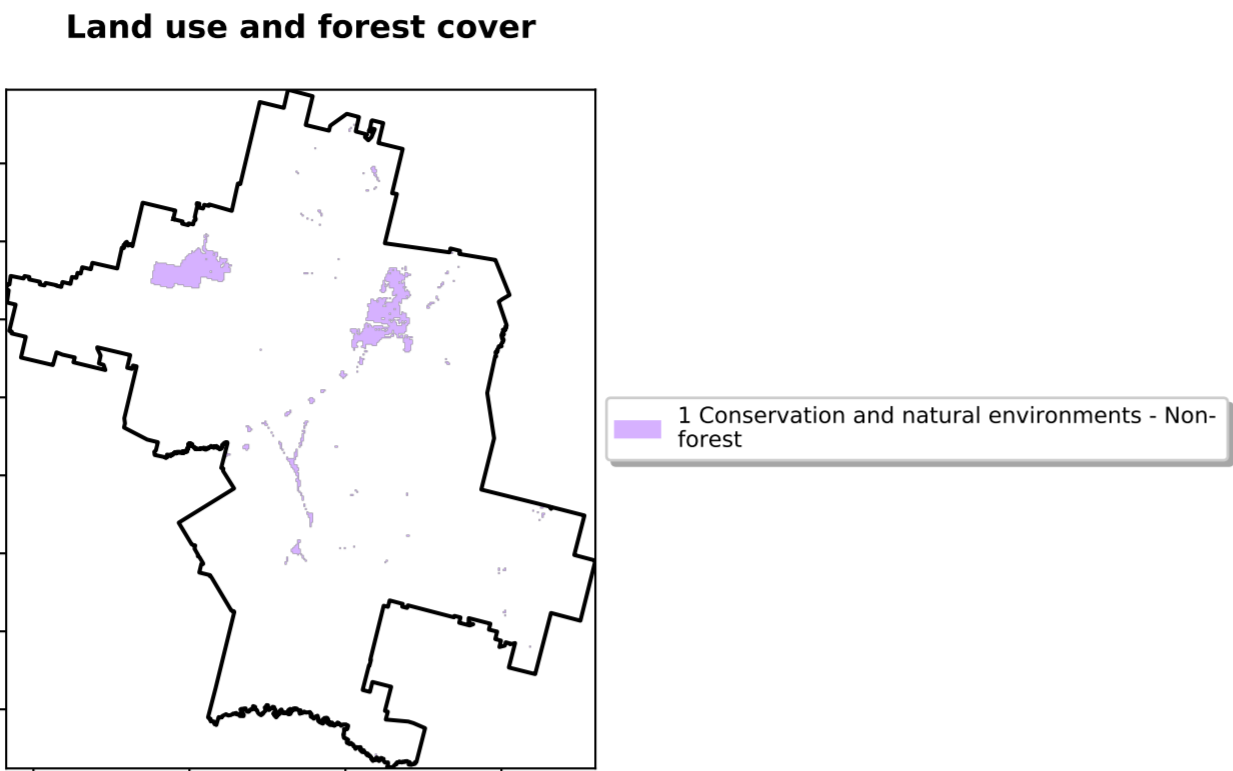 Land use and forest cover
1 Conservation and natural environments - Non-
forest